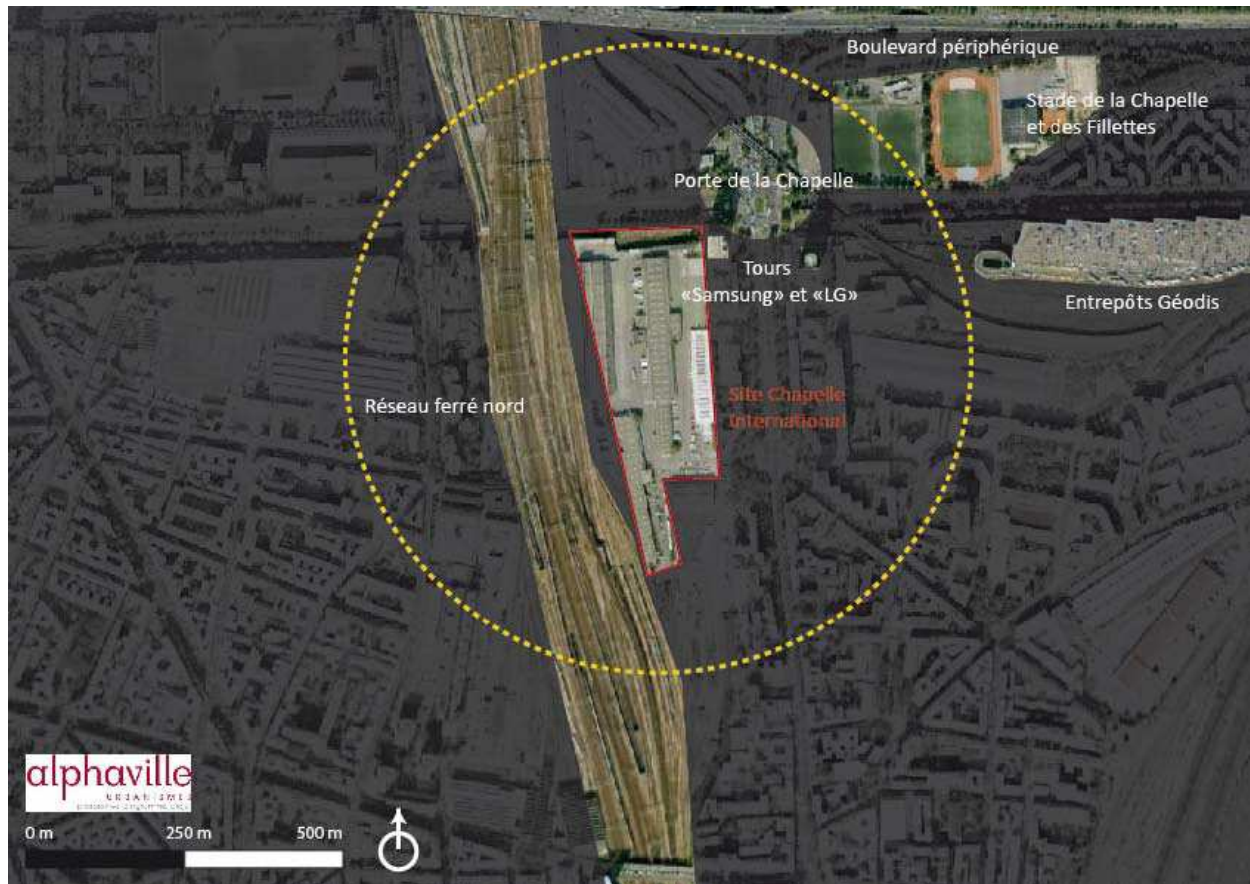 Boulevard périphérique
Stade de la Chapelle
et des Fillettes
Porte de la Chapelle
Tours
«Samsung» et «LG»
Entrepôts Géodis
Site Chapelle
International
Réseau ferré nord
alphaville
URBANISMES
0 m
250 m
500 m